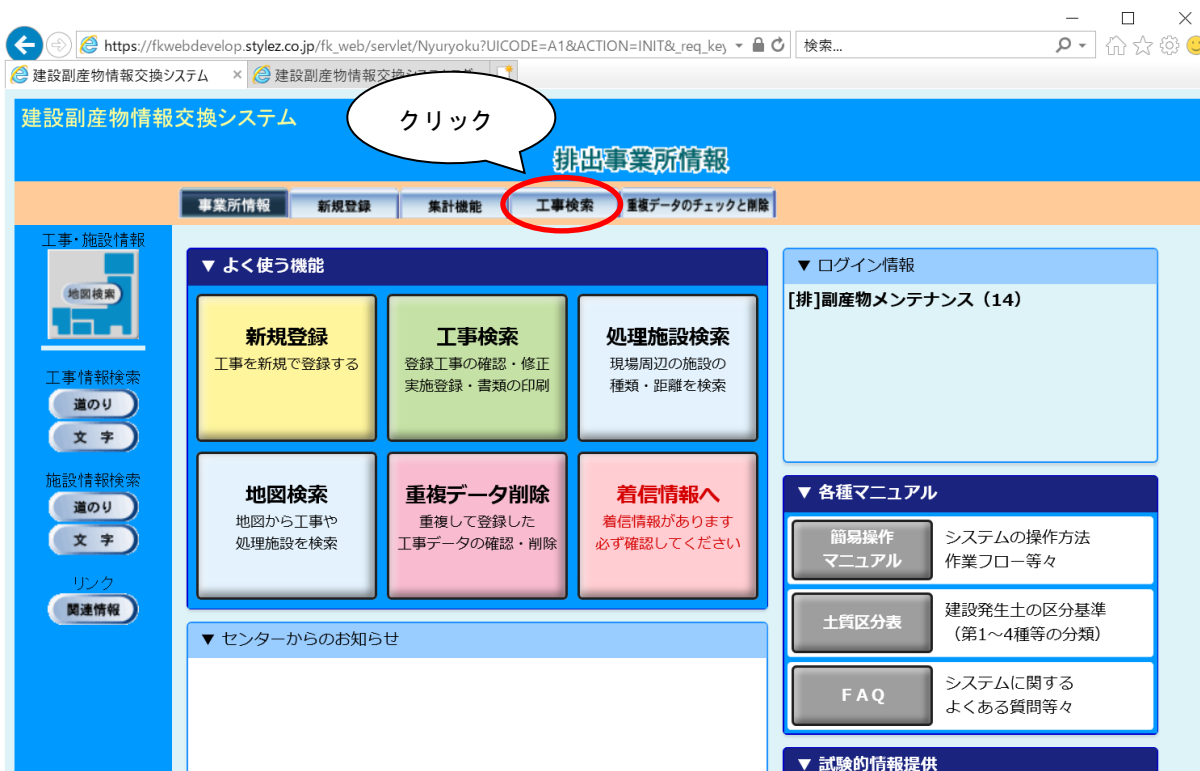 https://fkwebdevelop.stylez.co.jp/fk_web/servlet/Nyuryoku?UICODE=A1&ACTION=INIT&_req_key
検索...
建設副産物情報交換システム
建設副産物情報
建設副産物情報交換システム
クリック
排出事業所情報
事業所情報
新規登録
集計機能
工事検索
重複データのチェックと削除
工事・施設情報
地図検索
工事情報検索
道のり
文 字
施設情報検索
道のり
文 字
リンク
関連情報
▼ よく使う機能
新規登録
工事を新規で登録する
工事検索
登録工事の確認・修正
実施登録・書類の印刷
処理施設検索
現場周辺の施設の
種類・距離を検索
地図検索
地図から工事や
処理施設を検索
重複データ削除
重複して登録した
工事データの確認・削除
着信情報へ
着信情報があります
必ず確認してください
▼ センターからのお知らせ
▼ ログイン情報
[排]副産物メンテナンス（14）
▼ 各種マニュアル
簡易操作
マニュアル
システムの操作方法
作業フロー等々
土質区分表
建設発生土の区分基準
（第1～4種等の分類）
ＦＡＱ
システムに関する
よくある質問等々
▼ 試験的情報提供